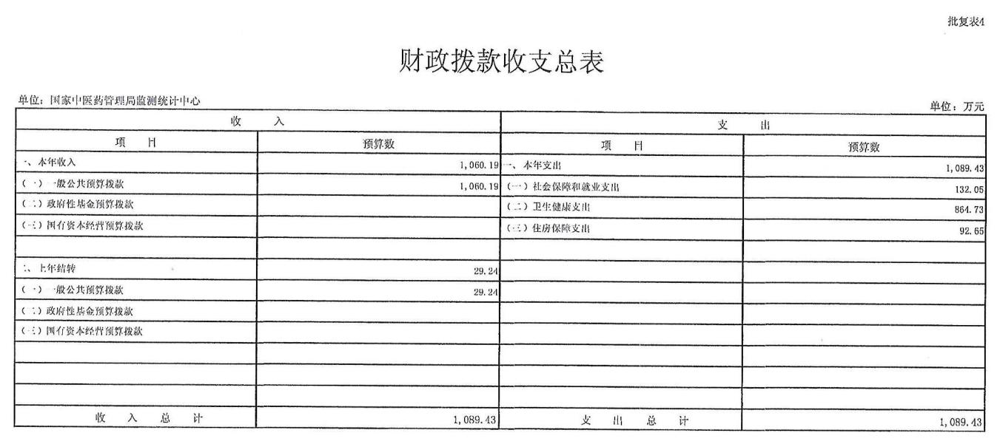 批复表4
财政拨款收支总表
单位：国家中医药管理局监测统计中心 单位：万元
收 入 支 出
项 目 预算数 项 目 预算数
一、本年收入 1,060.19 一、本年支出 1,089.43
（一）一般公共预算拨款 1,060.19 （一）社会保障和就业支出 132.05
（二）政府性基金预算拨款 （二）卫生健康支出 864.73
（三）国有资本经营预算拨款 （三）住房保障支出 92.65
二、上年结转 29.24
（一）一般公共预算拨款 29.24
（二）政府性基金预算拨款
（三）国有资本经营预算拨款
收 入 总 计 1,089.43 支 出 总 计 1,089.43